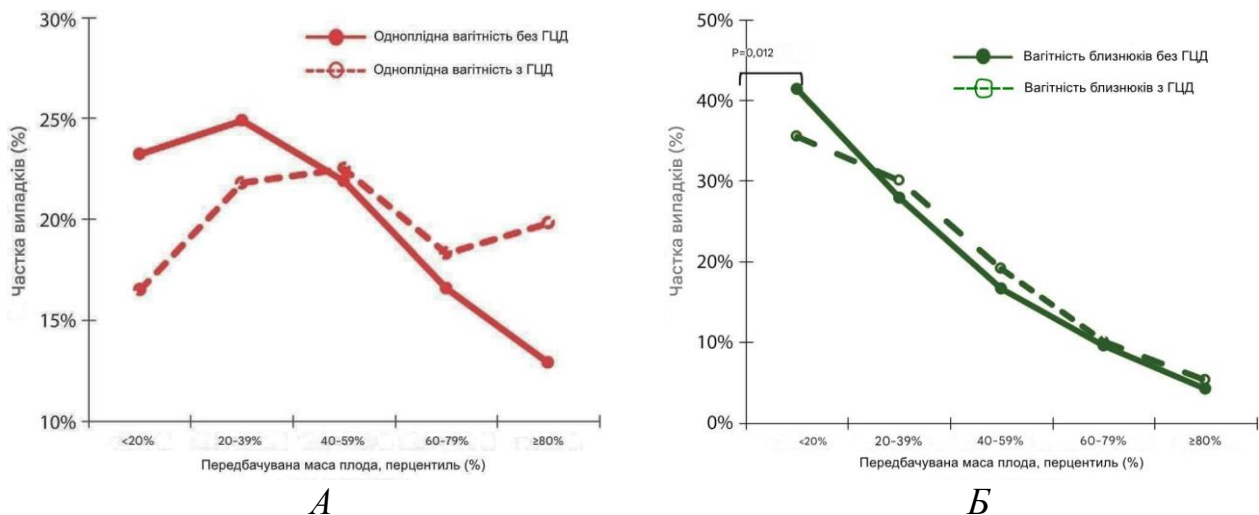 30%
25%
20%
15%
10%
Частка випадків (%)
Одноплідна вагітність без ГЦД
Одноплідна вагітність з ГЦД
<20%
20-39%
40-59%
60-79%
≥80%
Передбачувана маса плода, перцентиль (%)
А
50%
40%
30%
20%
10%
0%
Частка випадків (%)
P=0,012
Вагітність близнюків без ГЦД
Вагітність близнюків з ГЦД
<20%
20-39%
40-59%
60-79%
≥80%
Передбачувана маса плода, перцентиль (%)
Б